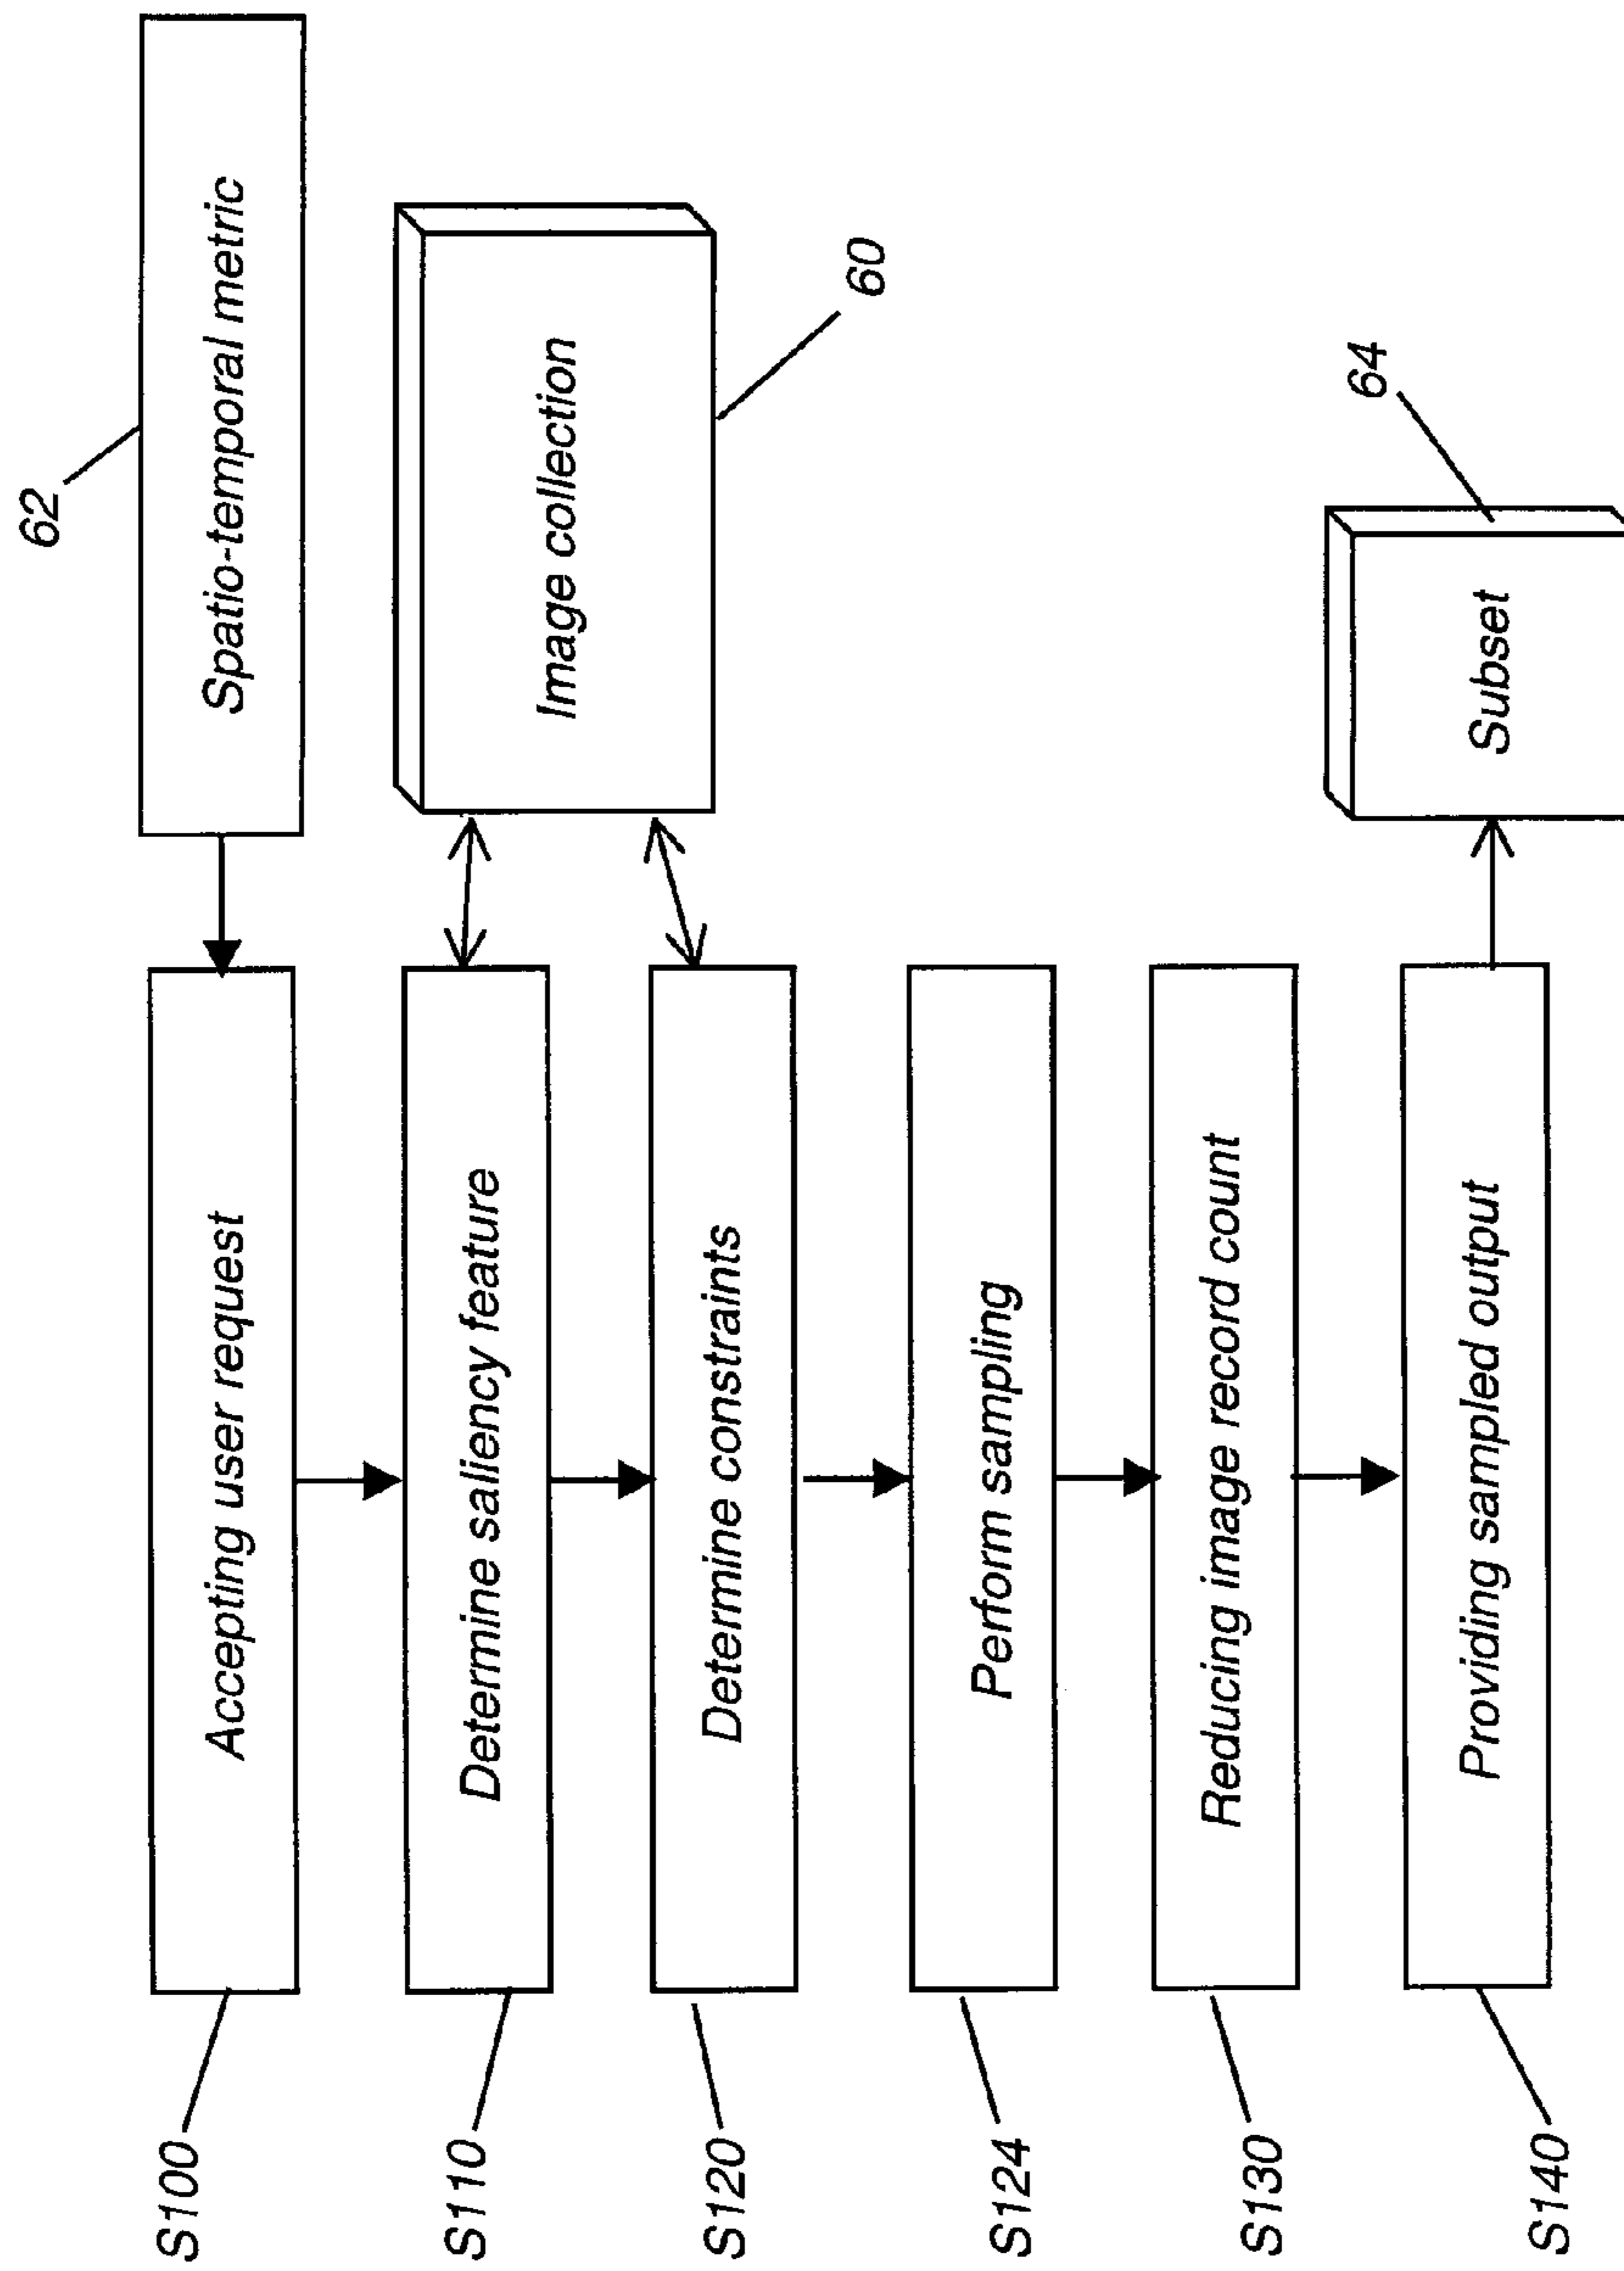 S100
Accepting user request
Spatio-temporal metric
62
S110
Determine saliency feature
Image collection
60
S120
Determine constraints
S124
Perform sampling
S130
Reducing image record count
S140
Providing sampled output
Subset
64